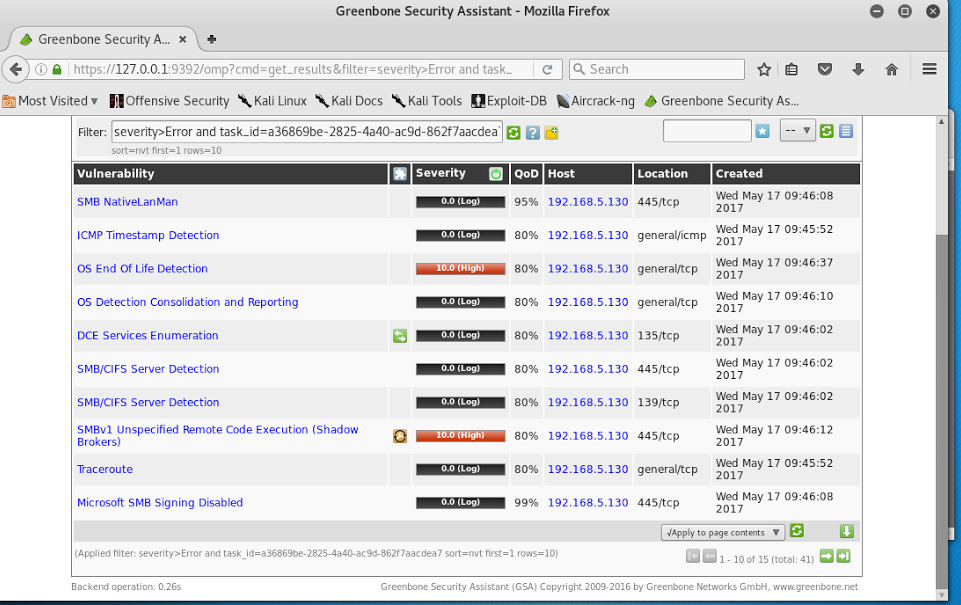 Greenbone Security Assistant - Mozilla Firefox
Greenbone Security A... × +
https://127.0.0.1:9392/omp?cmd=get_results&filter=severity>Error and task_ Search
Most Visited Offensive Security Kali Linux Kali Docs Kali Tools Exploit-DB Aircrack-ng Greenbone Security As...
Filter: severity>Error and task_id=a36869be-2825-4a40-ac9d-862f7aacdea7 --
sort=nvt first=1 rows=10
Vulnerability Severity QoD Host Location Created
SMB NativeLanMan 0.0 (Log) 95% 192.168.5.130 445/tcp Wed May 17 09:46:08
2017
ICMP Timestamp Detection 0.0 (Log) 80% 192.168.5.130 general/icmp Wed May 17 09:45:52
2017
OS End Of Life Detection 10.0 (High) 80% 192.168.5.130 general/tcp Wed May 17 09:46:37
2017
OS Detection Consolidation and Reporting 0.0 (Log) 80% 192.168.5.130 general/tcp Wed May 17 09:46:10
2017
DCE Services Enumeration 0.0 (Log) 80% 192.168.5.130 135/tcp Wed May 17 09:46:02
2017
SMB/CIFS Server Detection 0.0 (Log) 80% 192.168.5.130 445/tcp Wed May 17 09:46:02
2017
SMB/CIFS Server Detection 0.0 (Log) 80% 192.168.5.130 139/tcp Wed May 17 09:46:02
2017
SMBv1 Unspecified Remote Code Execution (Shadow
Brokers) 10.0 (High) 80% 192.168.5.130 445/tcp Wed May 17 09:46:12
2017
Traceroute 0.0 (Log) 80% 192.168.5.130 general/tcp Wed May 17 09:45:52
2017
Microsoft SMB Signing Disabled 0.0 (Log) 99% 192.168.5.130 445/tcp Wed May 17 09:46:08
2017
√Apply to page contents
(Applied filter: severity>Error and task_id=a36869be-2825-4a40-ac9d-862f7aacdea7 sort=nvt first=1 rows=10) 1 - 10 of 15 (total: 41)
Backend operation: 0.26s Greenbone Security Assistant (GSA) Copyright 2009-2016 by Greenbone Networks GmbH, www.greenbone.net